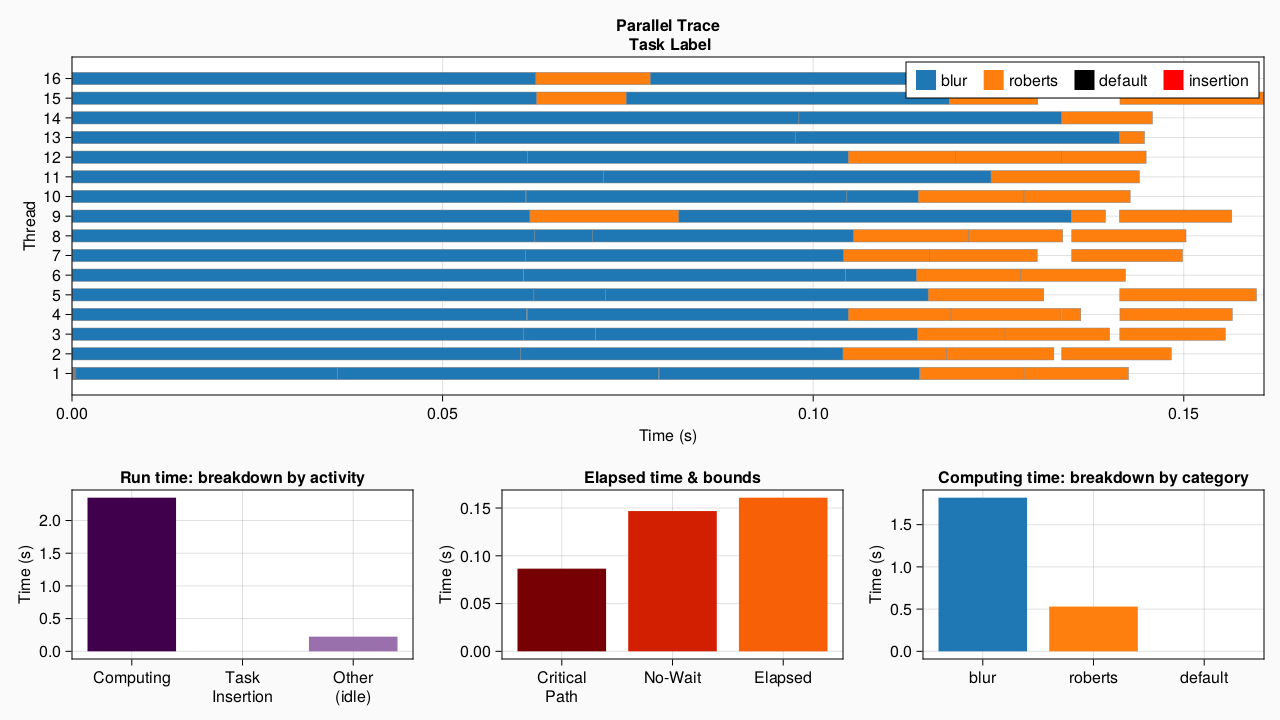 Parallel Trace
Task Label
blur roberts default insertion
Thread
16
15
14
13
12
11
10
9
8
7
6
5
4
3
2
1
0.00 0.05 0.10 0.15
Time (s)
Run time: breakdown by activity
Time (s)
2.0
1.5
1.0
0.5
0.0
Computing Task Insertion Other (idle)
Elapsed time & bounds
Time (s)
0.15
0.10
0.05
0.00
Critical Path No-Wait Elapsed
Computing time: breakdown by category
Time (s)
1.5
1.0
0.5
0.0
blur roberts default